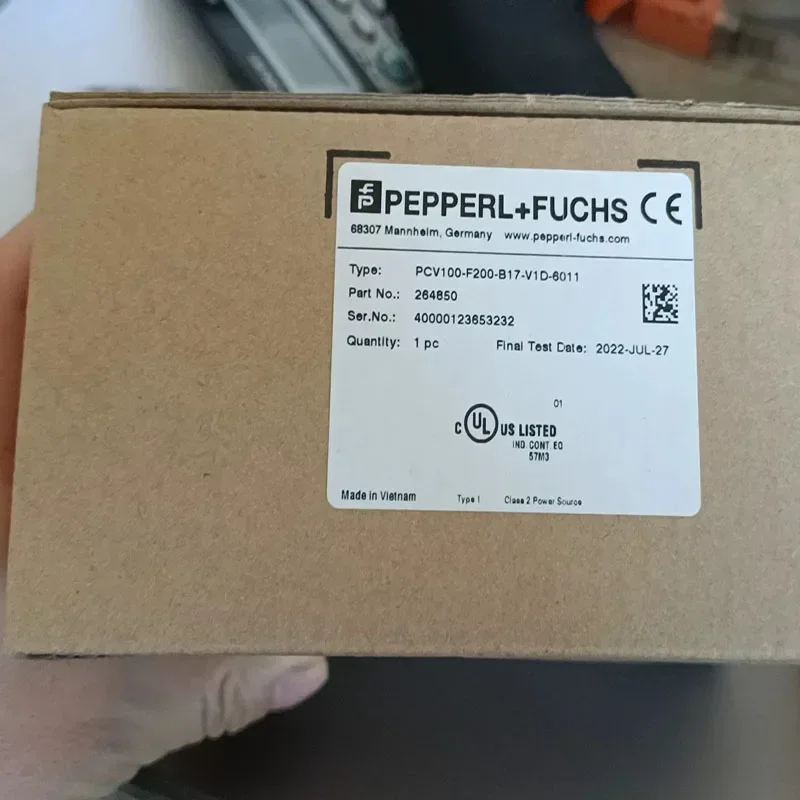 PEPPERL+FUCHS CE
68307 Mannheim, Germany www.pepperl-fuchs.com
Type: PCV100-F200-B17-V1D-6011
Part No.: 264850
Ser.No.: 40000123653232
Quantity: 1 pc Final Test Date: 2022-JUL-27
01
C UL US LISTED
IND CONT EQ
57M3
Made in Vietnam Type I Class 2 Power Source